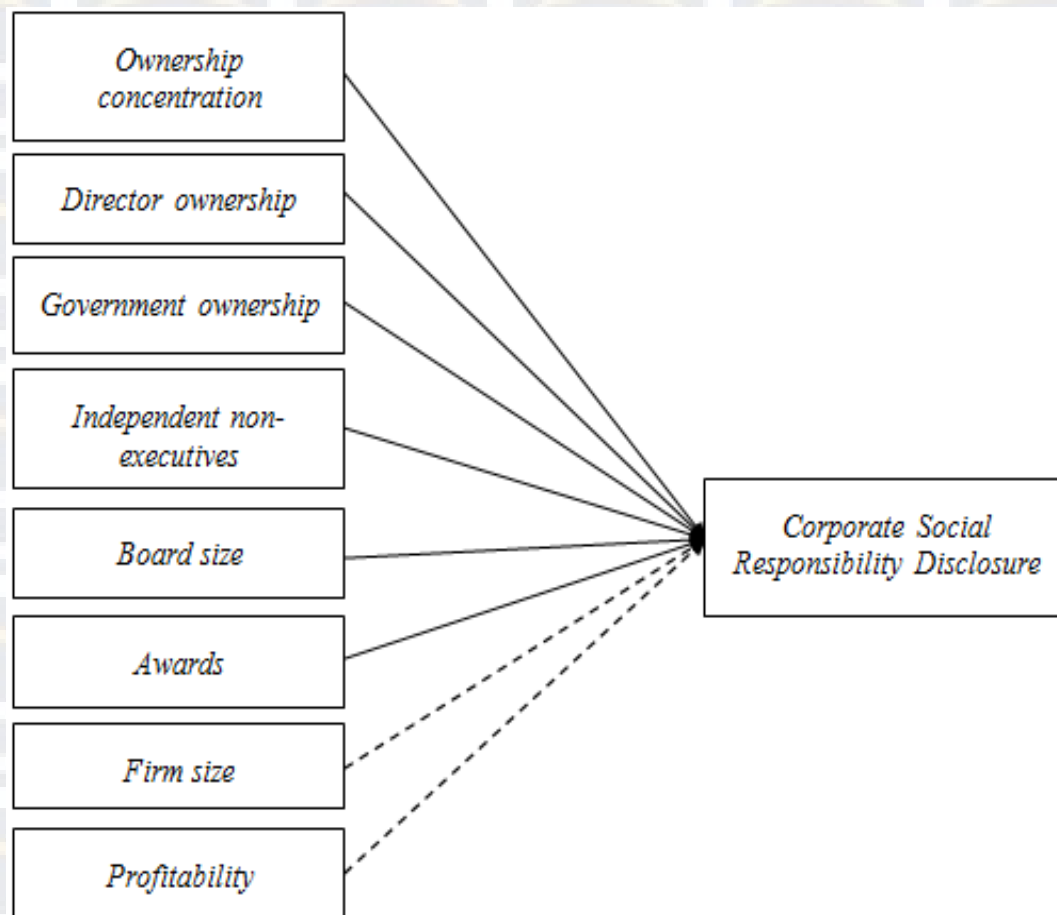 Ownership
concentration
Director ownership
Government ownership
Independent non-
executives
Board size
Awards
Firm size
Profitability
Corporate Social
Responsibility Disclosure